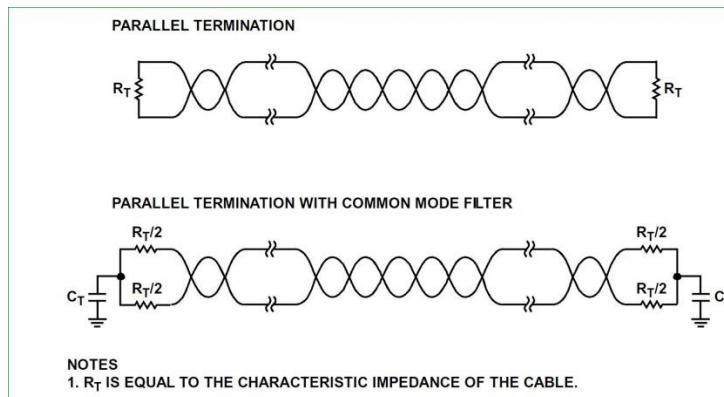 PARALLEL TERMINATION
RT
RT
PARALLEL TERMINATION WITH COMMON MODE FILTER
RT/2
RT/2
CT
RT/2
RT/2
C
NOTES
1. RT IS EQUAL TO THE CHARACTERISTIC IMPEDANCE OF THE CABLE.